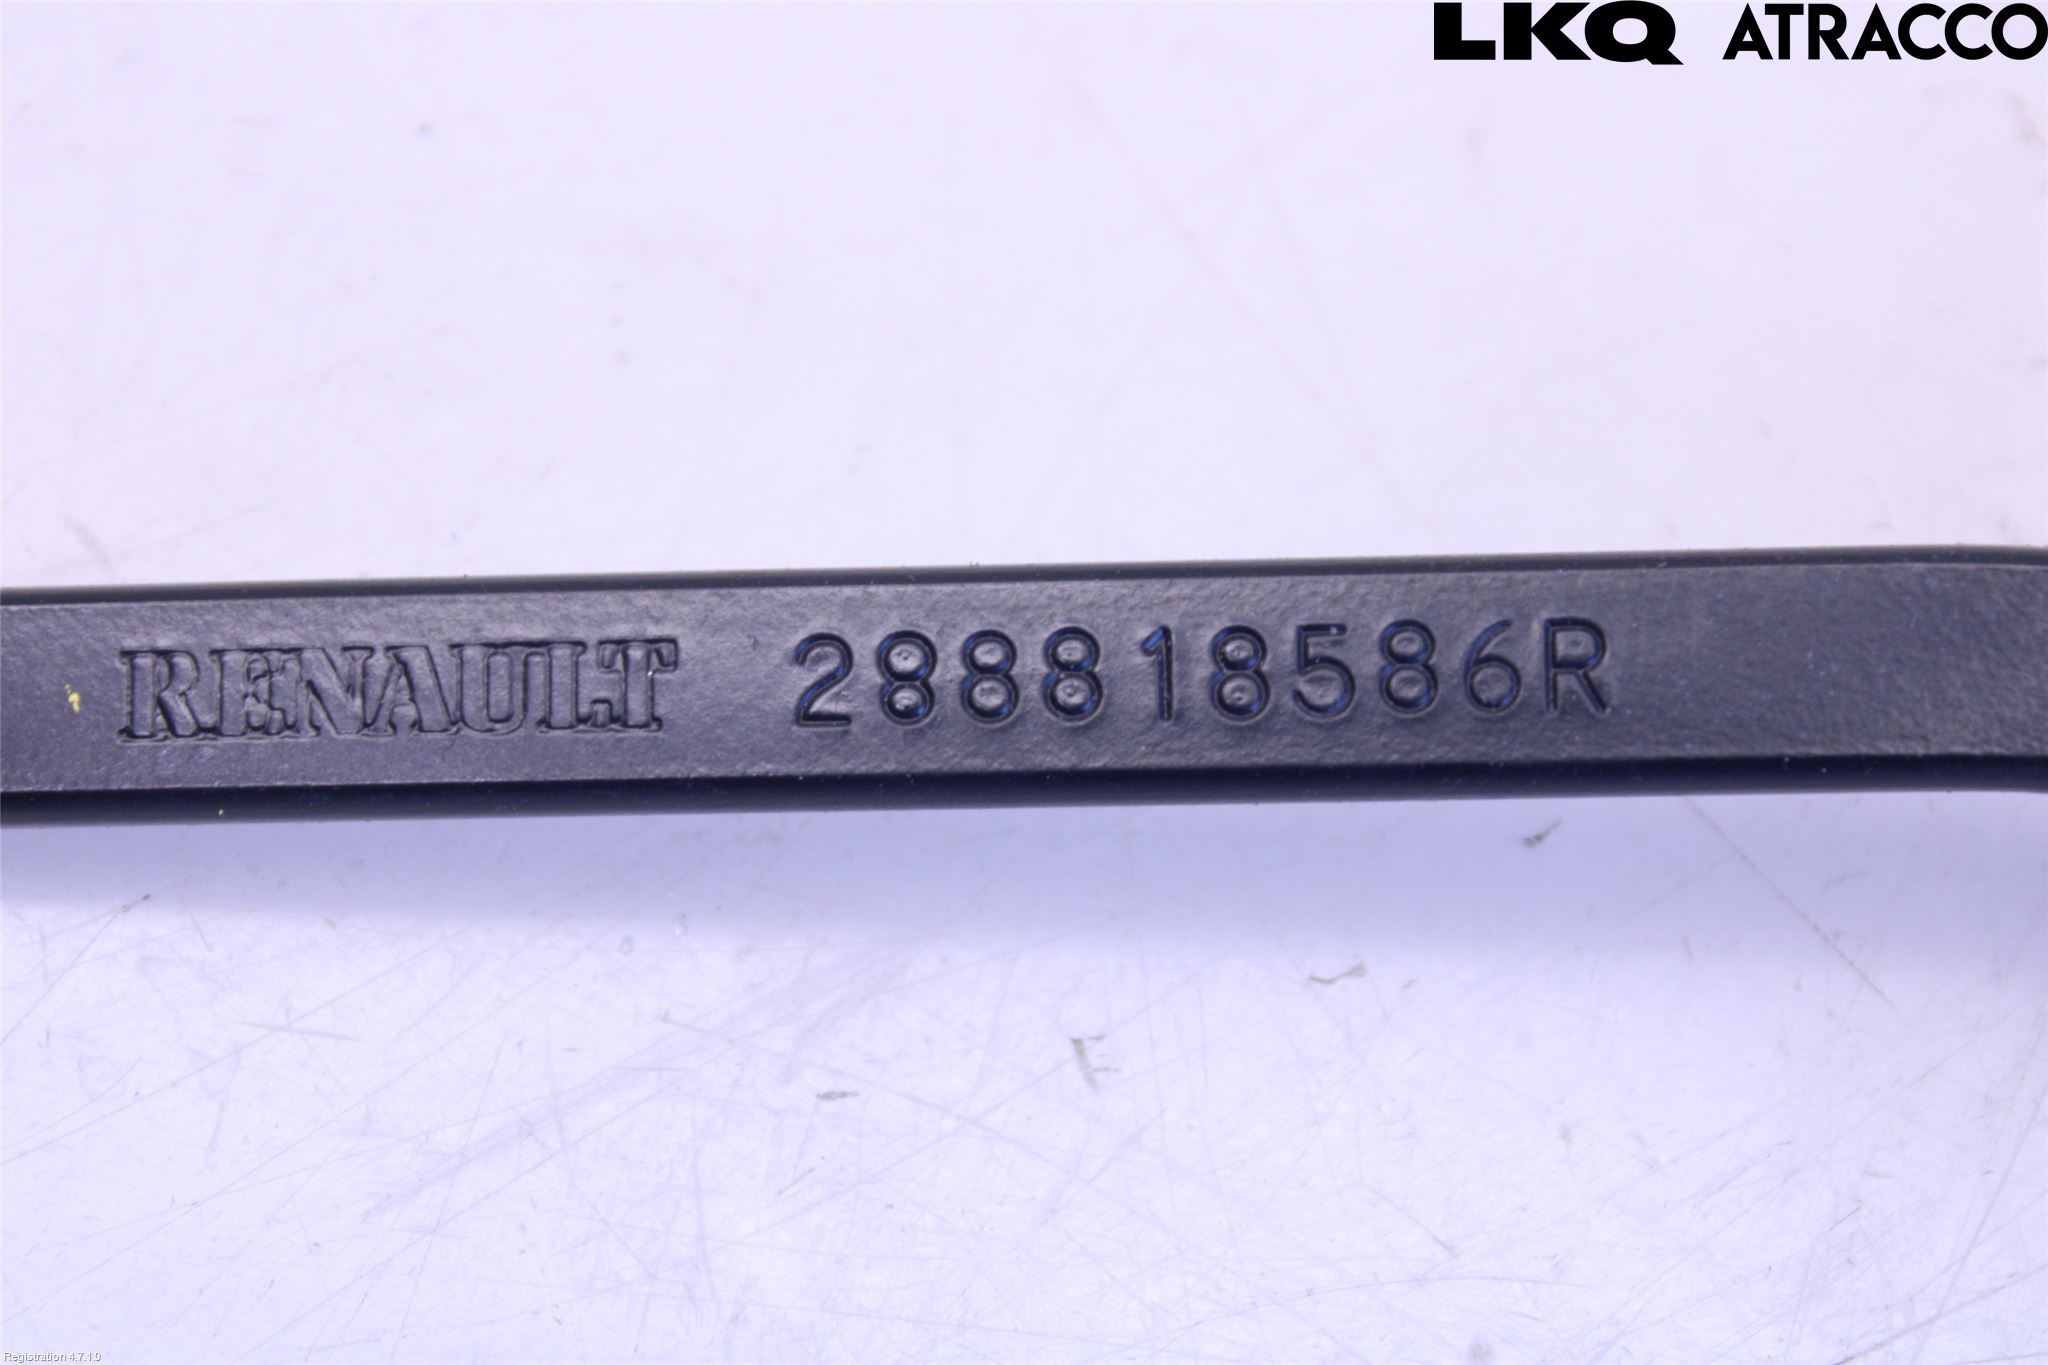 LKQ ATRACCO
RENAULT 288818586R
Registration 4.7.1.0